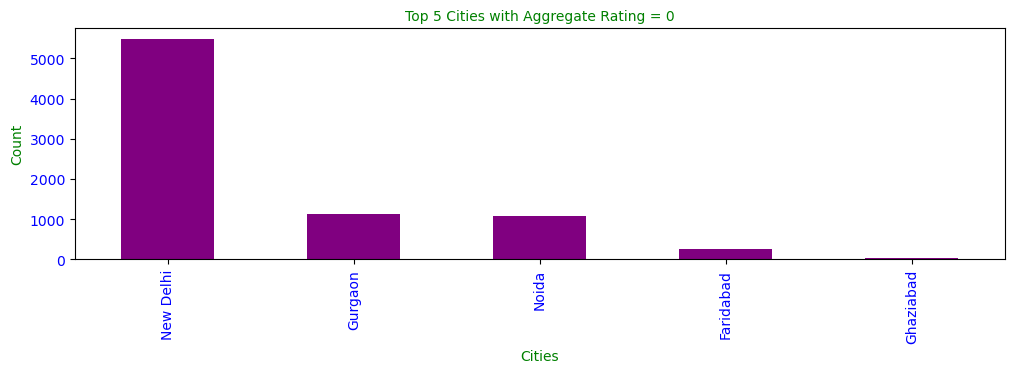 Top 5 Cities with Aggregate Rating = 0
Count
5000
4000
3000
2000
1000
0
New Delhi
Gurgaon
Noida
Faridabad
Ghaziabad
Cities